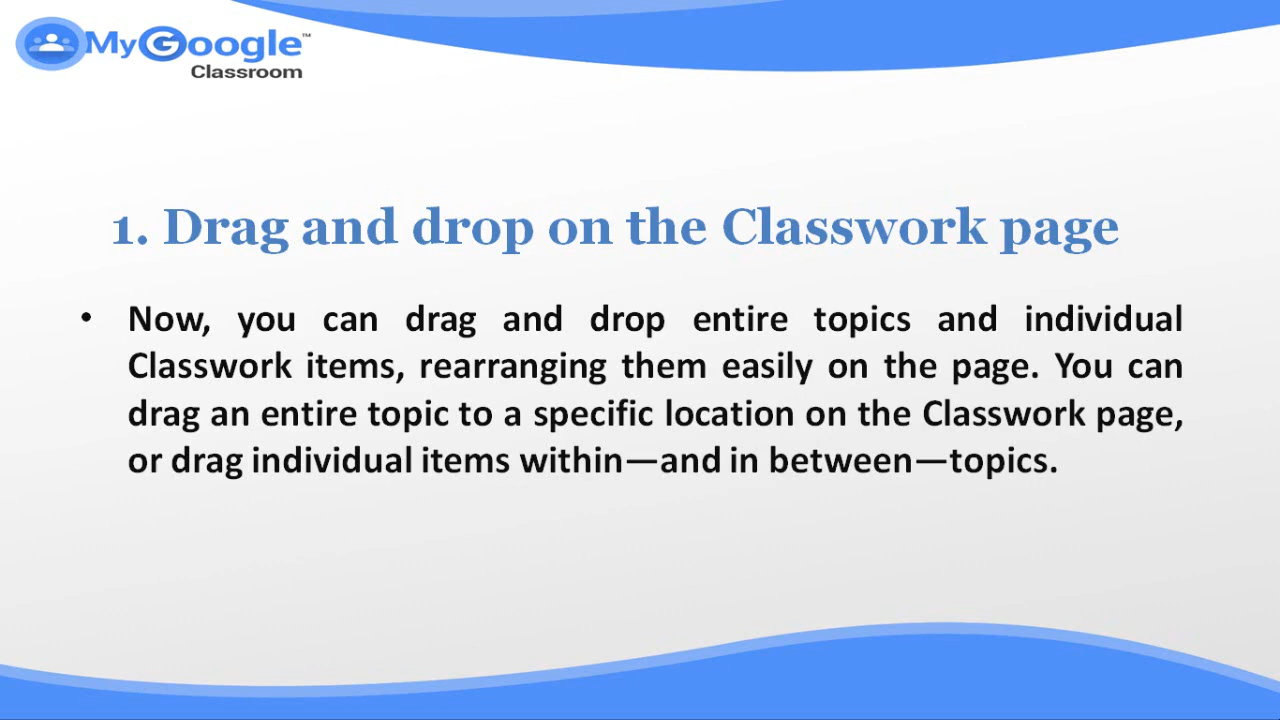 MyGoogle™
Classroom
1. Drag and drop on the Classwork page
• Now, you can drag and drop entire topics and individual
Classwork items, rearranging them easily on the page. You can
drag an entire topic to a specific location on the Classwork page,
or drag individual items within—and in between—topics.